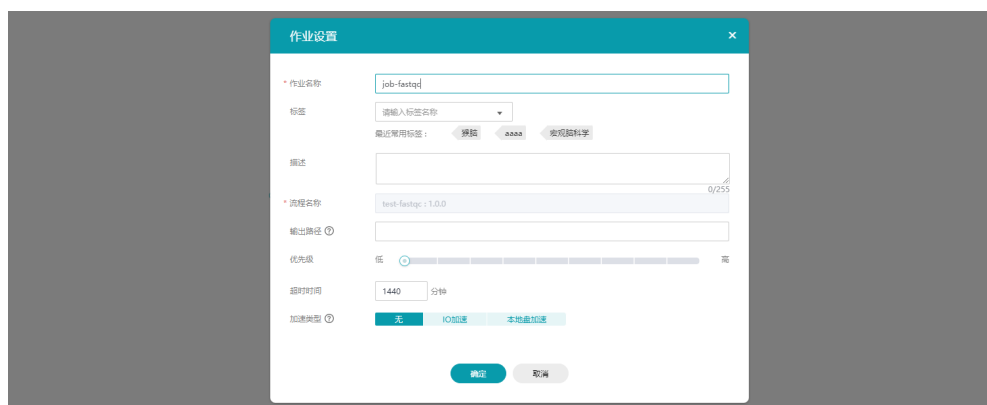 作业设置 ×
* 作业名称 job-fastqc
标签 请输入标签名称
最近常用标签： 猕脑 aaaa 宏观脑科学
描述
0/255
* 流程名称 test-fastqc : 1.0.0
输出路径 ?
优先级 低 高
超时时间 1440 分钟
加速类型 ? 无 IO加速 本地盘加速
确定 取消